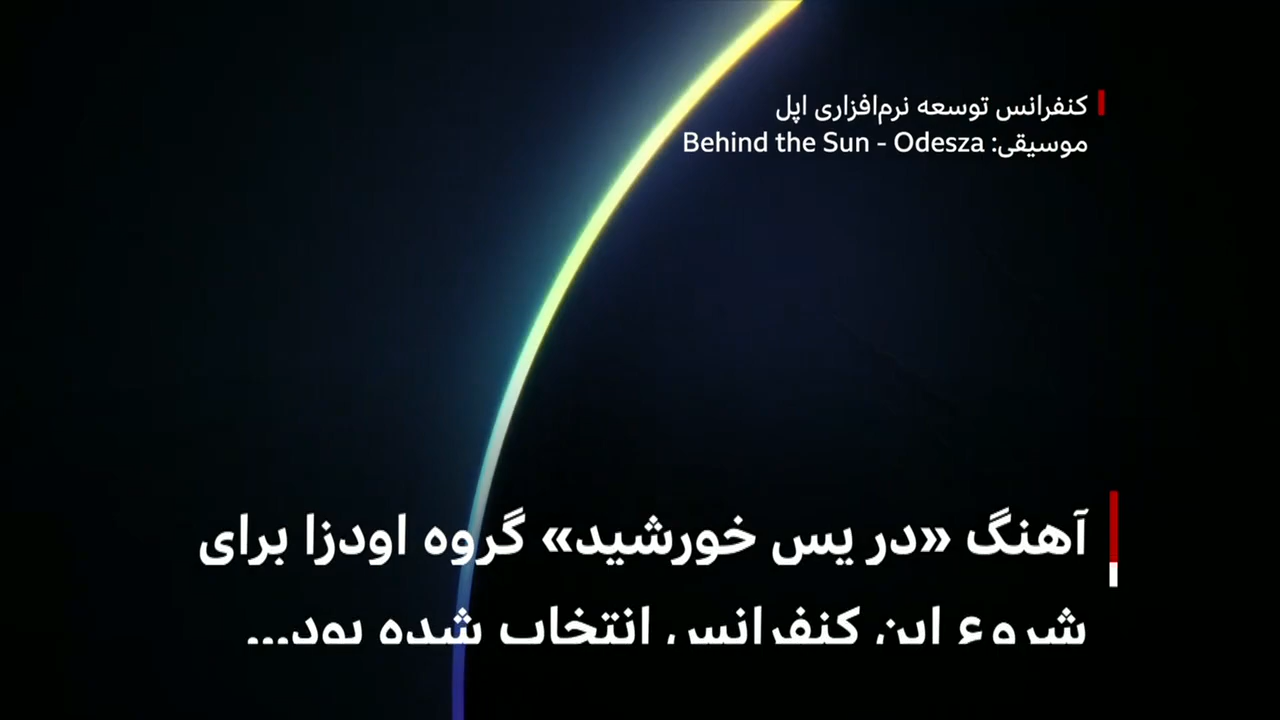 کنفرانس توسعه نرم‌افزاری اپل
موسیقی: Behind the Sun - Odesza
آهنگ «در پس خورشید» گروه اودزا برای
شروع این کنفرانس انتخاب شده بود...